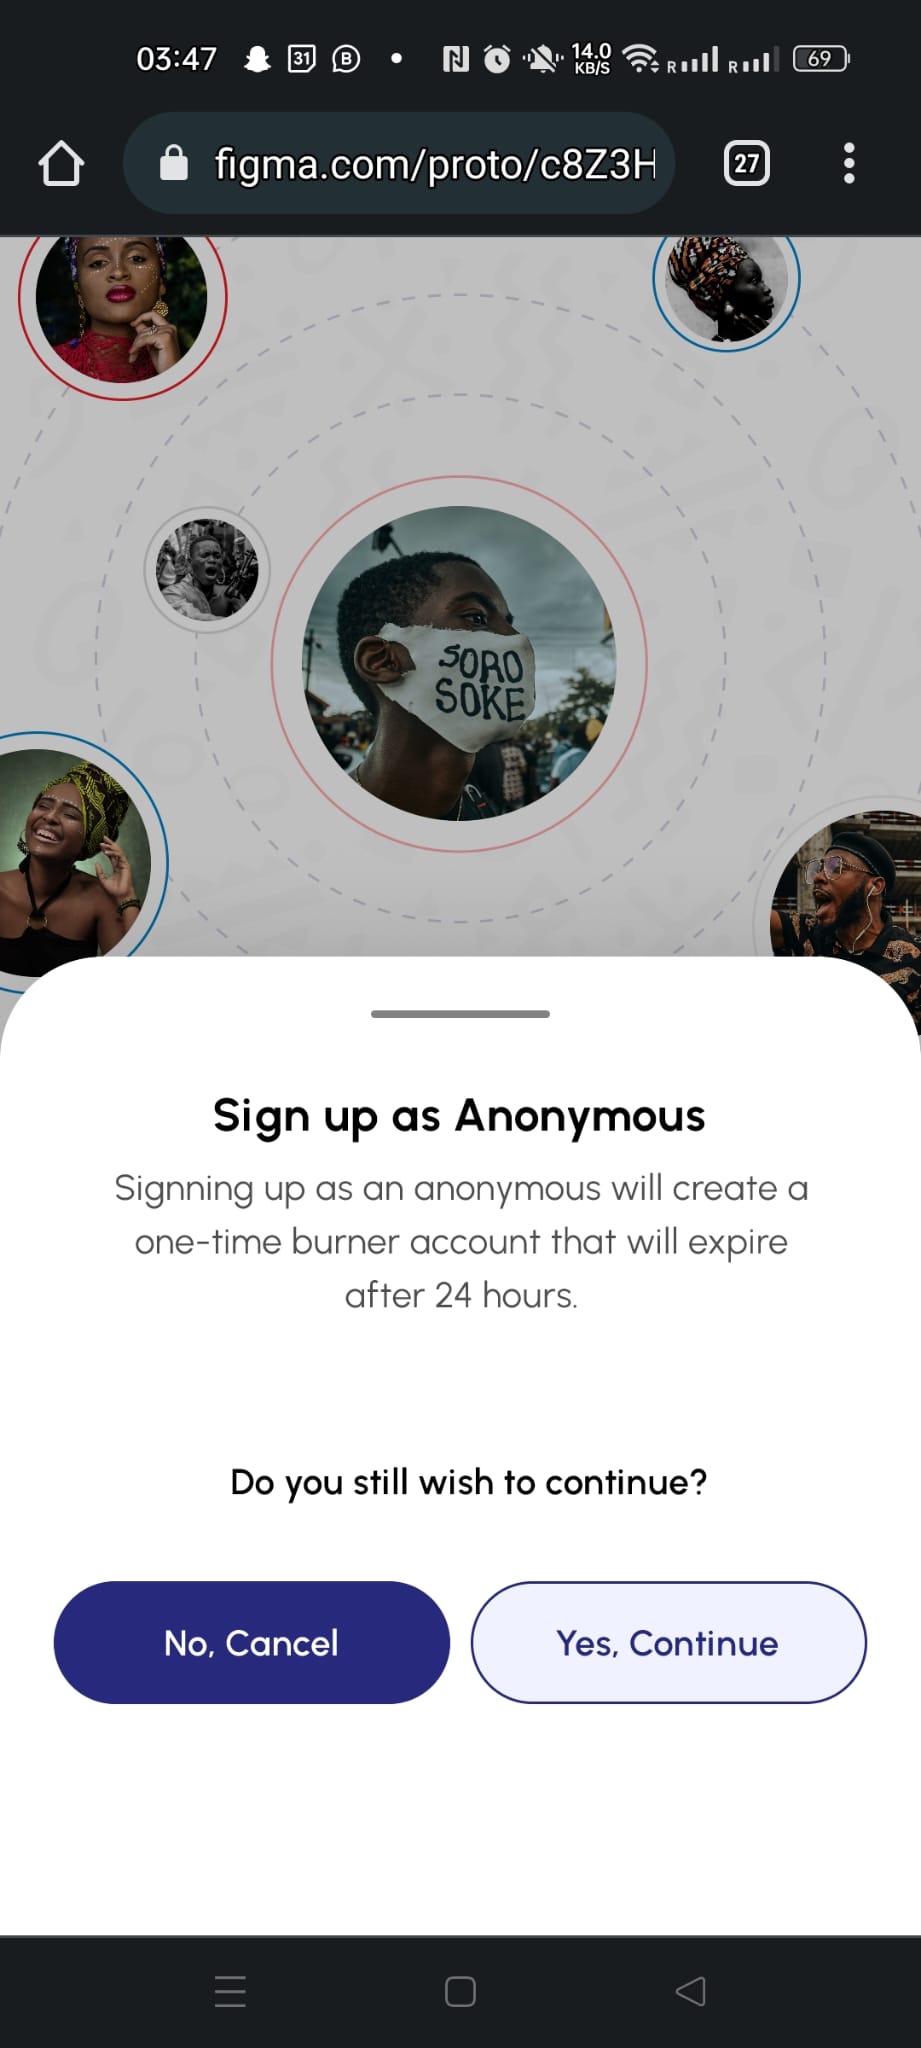 03:47 31 B 14.0 KB/S R R 69
figma.com/proto/c8Z3H 27
SORO
SOKE
Sign up as Anonymous
Signning up as an anonymous will create a
one-time burner account that will expire
after 24 hours.
Do you still wish to continue?
No, Cancel Yes, Continue